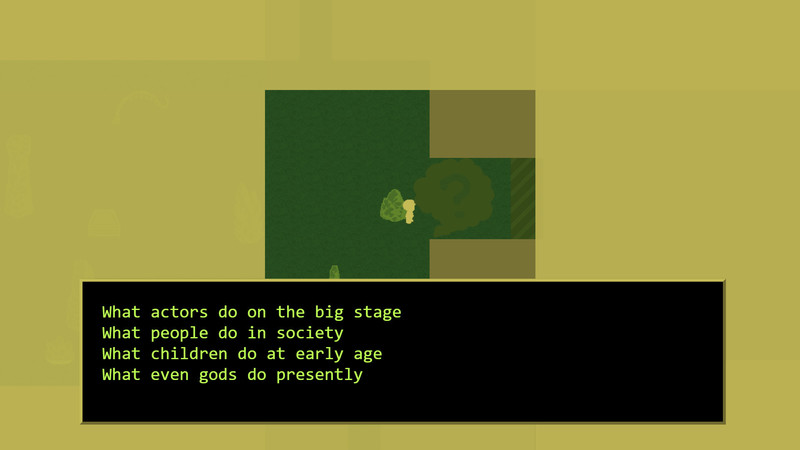 What actors do on the big stage
What people do in society
What children do at early age
What even gods do presently
?